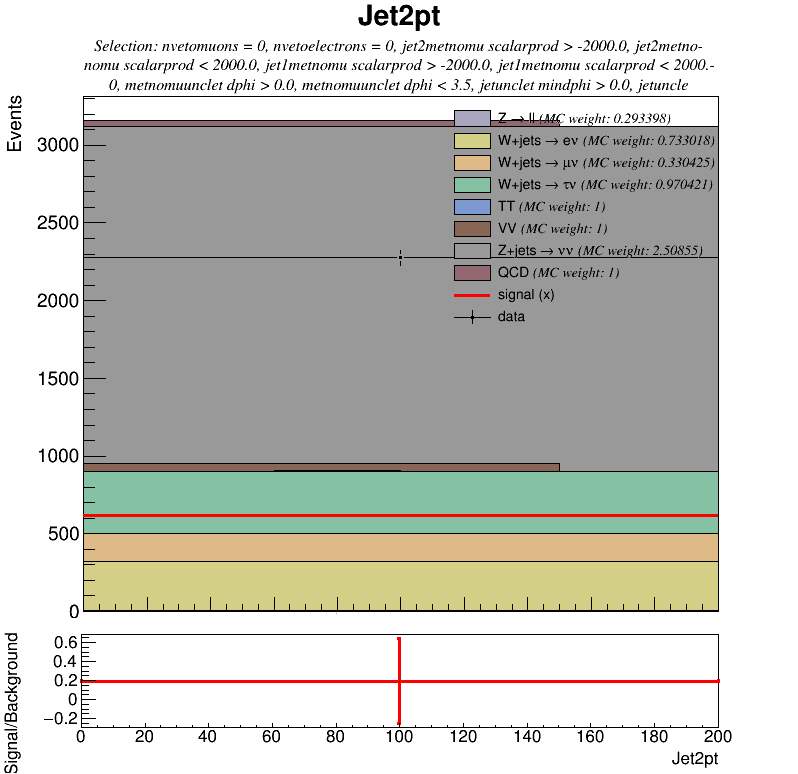 Jet2pt
Selection: nvetomuons = 0, nvetoelectrons = 0, jet2metnomu scalarprod > -2000.0, jet2metno-
nomu scalarprod < 2000.0, jet1metnomu scalarprod > -2000.0, jet1metnomu scalarprod < 2000.-
0, metnomuunclet dphi > 0.0, metnomuunclet dphi < 3.5, jetunclet mindphi > 0.0, jetuncle
Events
3000
2500
2000
1500
1000
500
0
Z → ll (MC weight: 0.293398)
W+jets → eν (MC weight: 0.733018)
W+jets → μν (MC weight: 0.330425)
W+jets → τν (MC weight: 0.970421)
TT (MC weight: 1)
VV (MC weight: 1)
Z+jets → νν (MC weight: 2.50855)
QCD (MC weight: 1)
signal (x)
data
Signal/Background
0.6
0.4
0.2
0
−0.2
0 20 40 60 80 100 120 140 160 180 200
Jet2pt